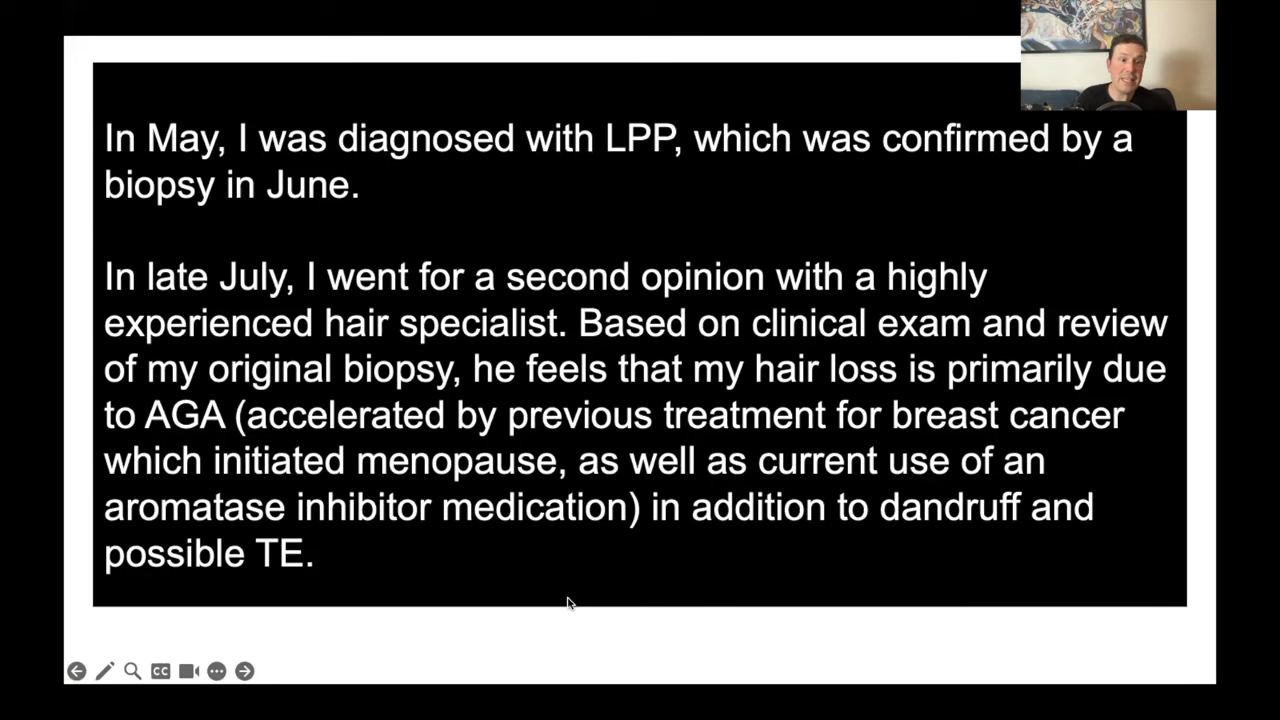 In May, I was diagnosed with LPP, which was confirmed by a
biopsy in June.
In late July, I went for a second opinion with a highly
experienced hair specialist. Based on clinical exam and review
of my original biopsy, he feels that my hair loss is primarily due
to AGA (accelerated by previous treatment for breast cancer
which initiated menopause, as well as current use of an
aromatase inhibitor medication) in addition to dandruff and
possible TE.
CC